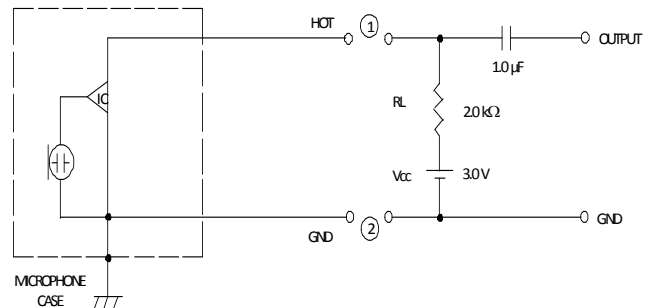 HOT
1
OUTPUT
1.0 µF
IC
RL
2.0 kΩ
Vcc
3.0 V
GND
2
GND
MICROPHONE
CASE